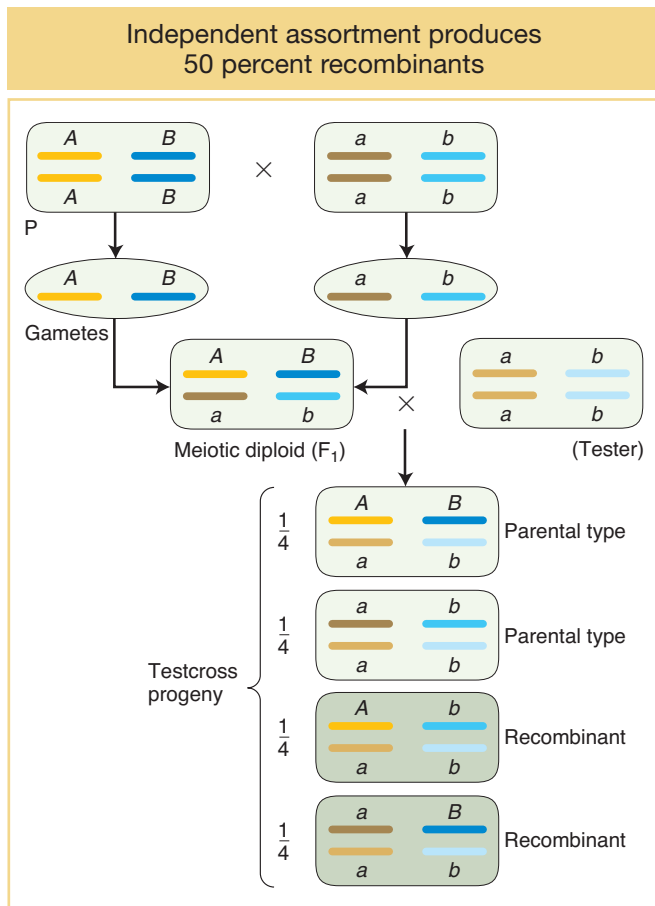 Independent assortment produces
50 percent recombinants
A B
A B
P
×
a b
a b
A B
a b
Gametes
A B
a b
Meiotic diploid (F1)
×
a b
a b
(Tester)
Testcross
progeny
1/4
A B
a b
Parental type
1/4
a b
a b
Parental type
1/4
A b
a b
Recombinant
1/4
a B
a b
Recombinant